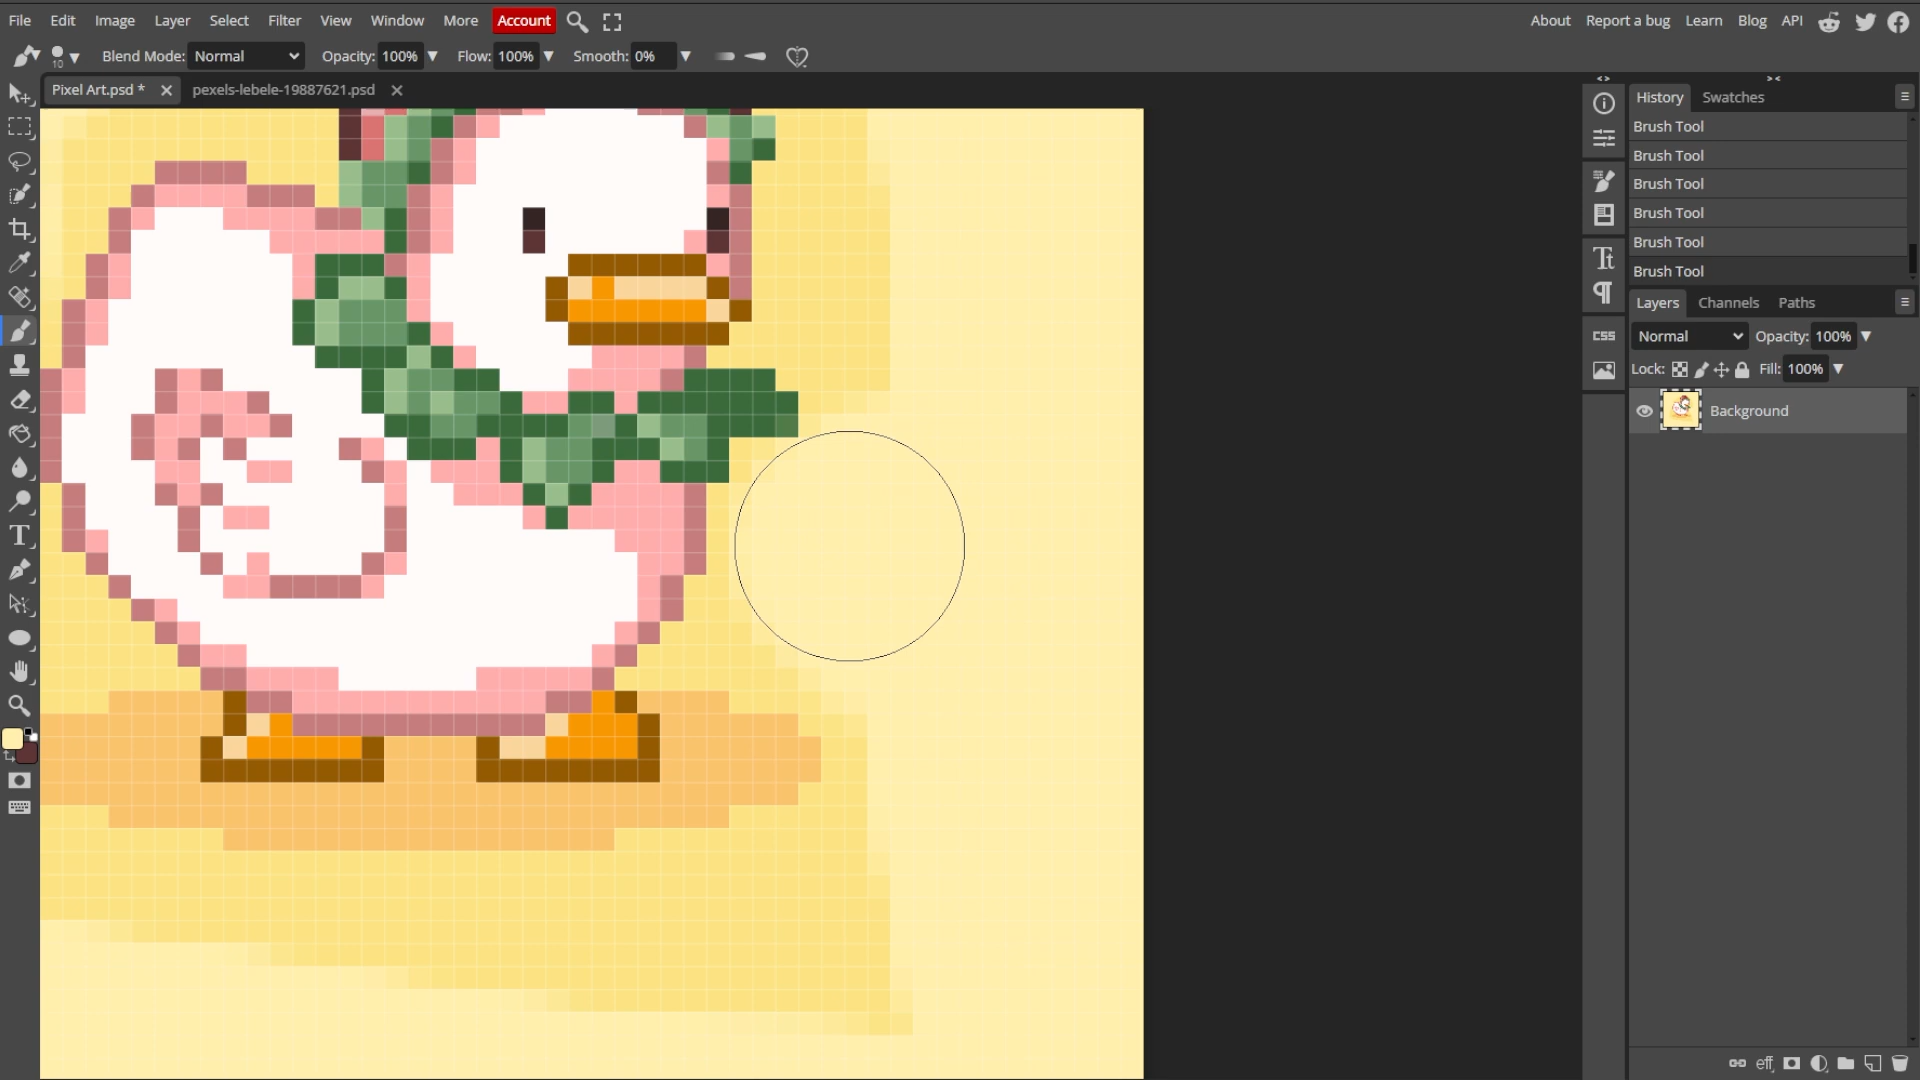 File Edit Image Layer Select Filter View Window More Account About Report a bug Learn Blog API
10 Blend Mode: Normal Opacity: 100% Flow: 100% Smooth: 0%
Pixel Art.psd * pexels-lebele-19887621.psd
History Swatches
Brush Tool
Brush Tool
Brush Tool
Brush Tool
Brush Tool
Brush Tool
Layers Channels Paths
CSS
Normal Opacity: 100%
Lock: Fill: 100%
Background
eff